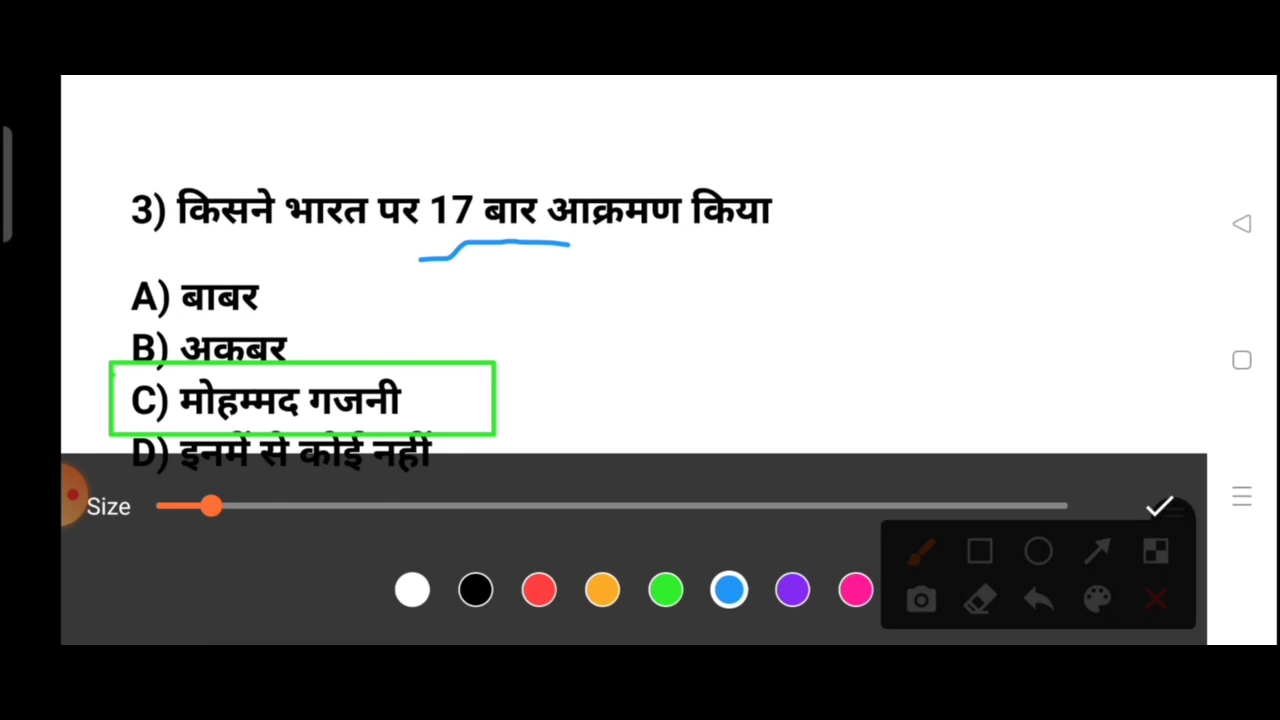 3) किसने भारत पर 17 बार आक्रमण किया
A) बाबर
B) अकबर
C) मोहम्मद गजनी
D) इनमें से कोई नहीं
Size